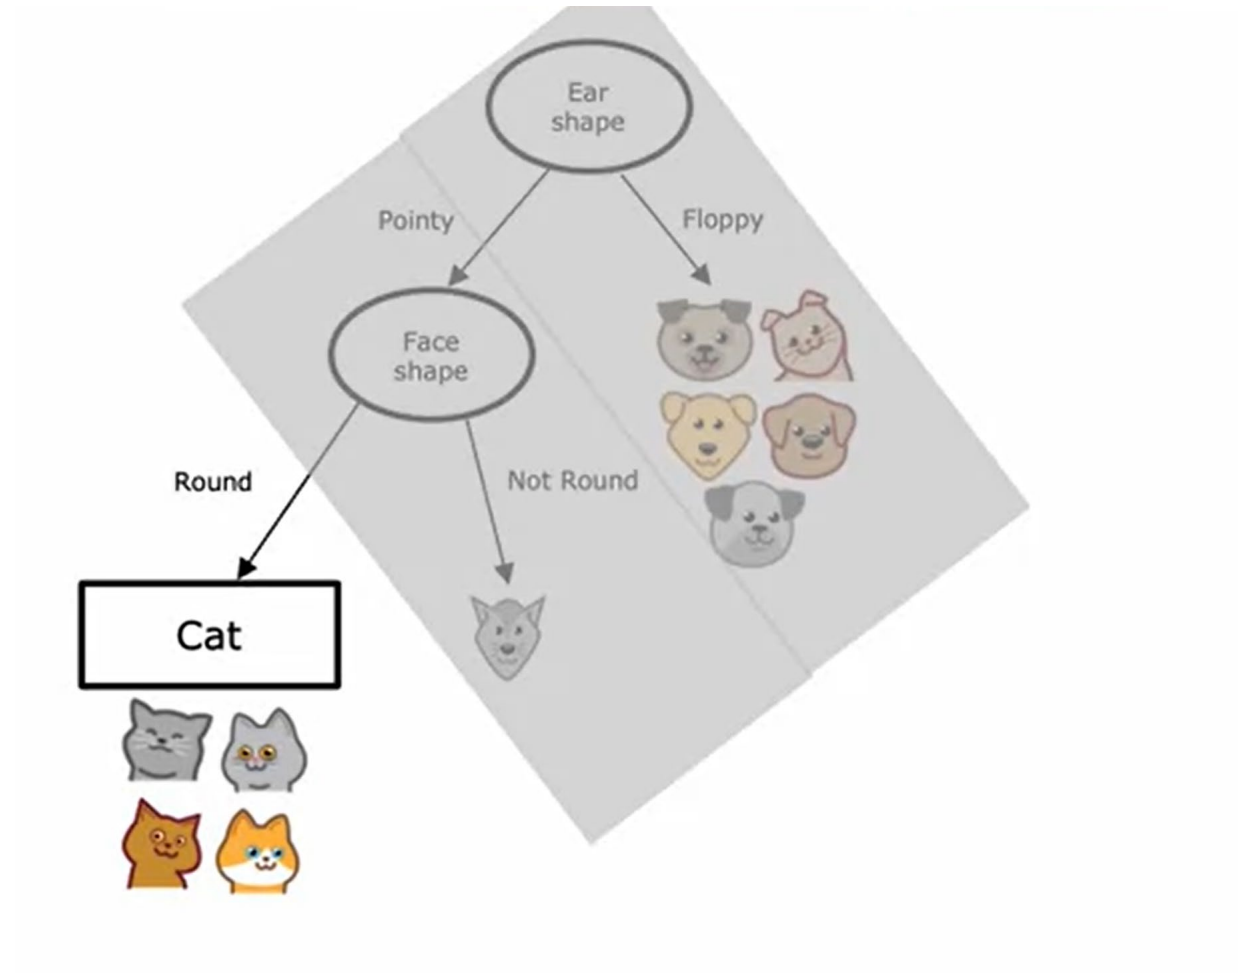 Ear
shape
Pointy
Floppy
Face
shape
Round
Not Round
Cat